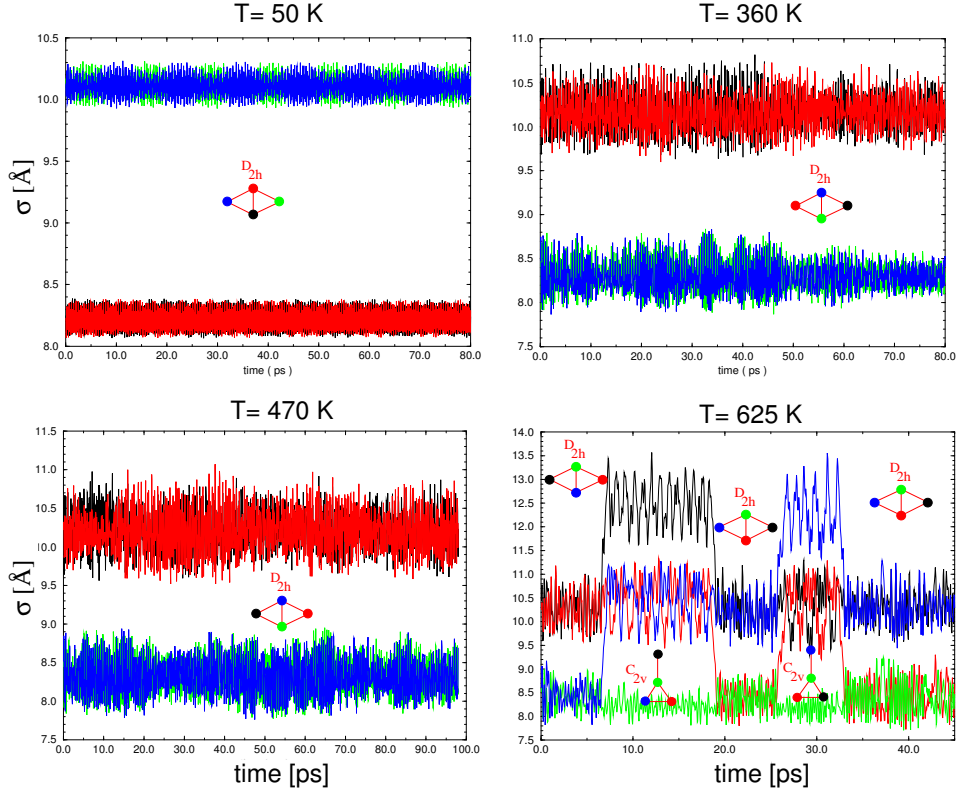 T= 50 K
T= 360 K
10.5
10.0
9.5
9.0
8.5
8.0
σ [Å]
D2h
0.0 10.0 20.0 30.0 40.0 50.0 60.0 70.0 80.0
time ( ps )
11.0
10.5
10.0
9.5
9.0
8.5
8.0
7.5
D2h
0.0 10.0 20.0 30.0 40.0 50.0 60.0 70.0 80.0
time ( ps )
T= 470 K
T= 625 K
11.5
11.0
10.5
10.0
9.5
9.0
8.5
8.0
7.5
σ [Å]
D2h
0.0 10.0 20.0 30.0 40.0 50.0 60.0 70.0 80.0 90.0 100.0
time [ps]
14.0
13.5
13.0
12.5
12.0
11.5
11.0
10.5
10.0
9.5
9.0
8.5
8.0
7.5
D2h
D2h
D2h
C2v
C2v
0.0 10.0 20.0 30.0 40.0
time [ps]